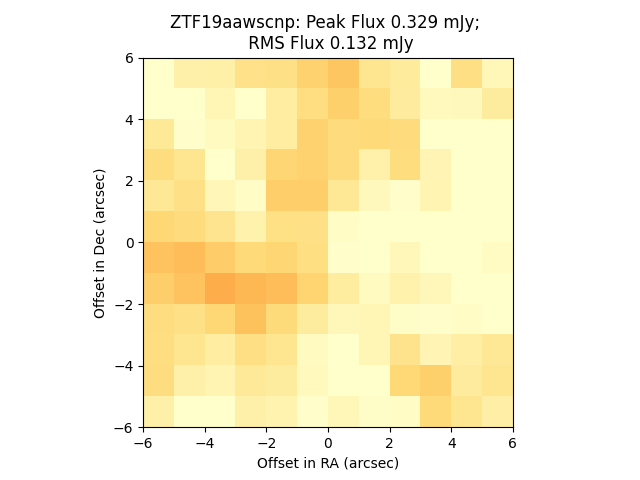 ZTF19aawscnp: Peak Flux 0.329 mJy;
RMS Flux 0.132 mJy
6
4
2
0
−2
−4
−6
Offset in Dec (arcsec)
−6 −4 −2 0 2 4 6
Offset in RA (arcsec)